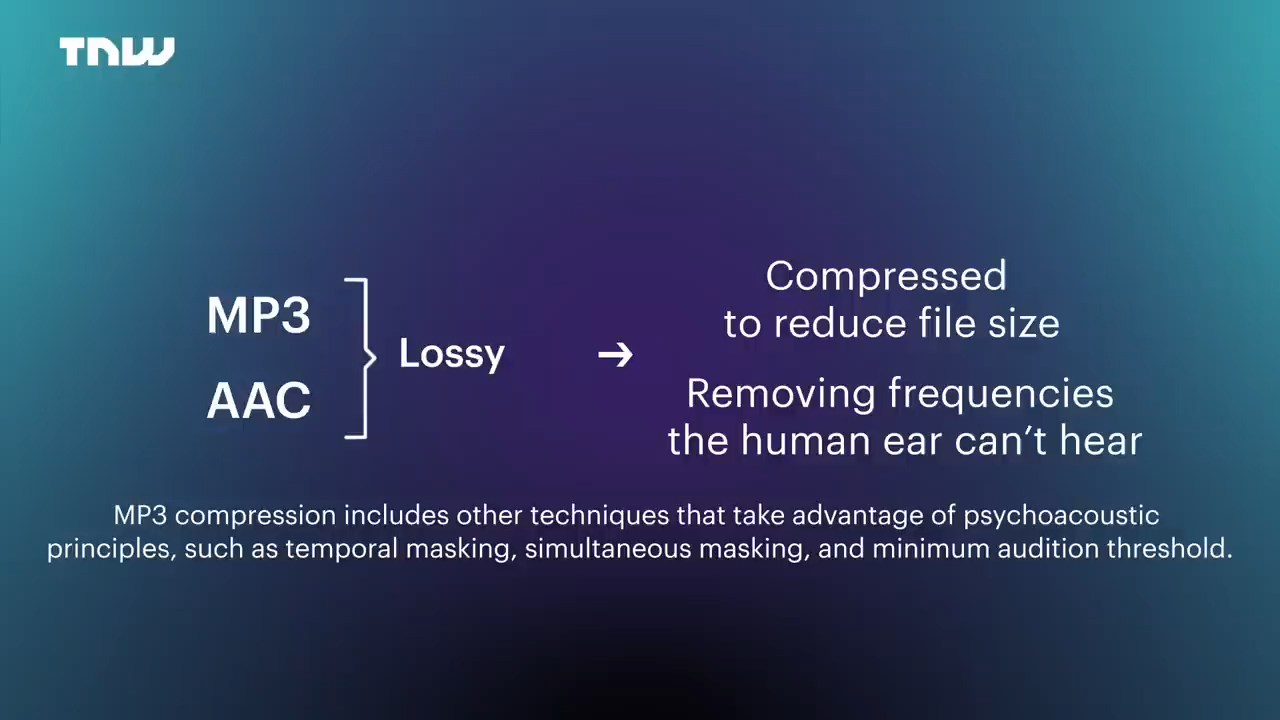 TNW
MP3
AAC
Lossy
→
Compressed
to reduce file size
Removing frequencies
the human ear can’t hear
MP3 compression includes other techniques that take advantage of psychoacoustic
principles, such as temporal masking, simultaneous masking, and minimum audition threshold.